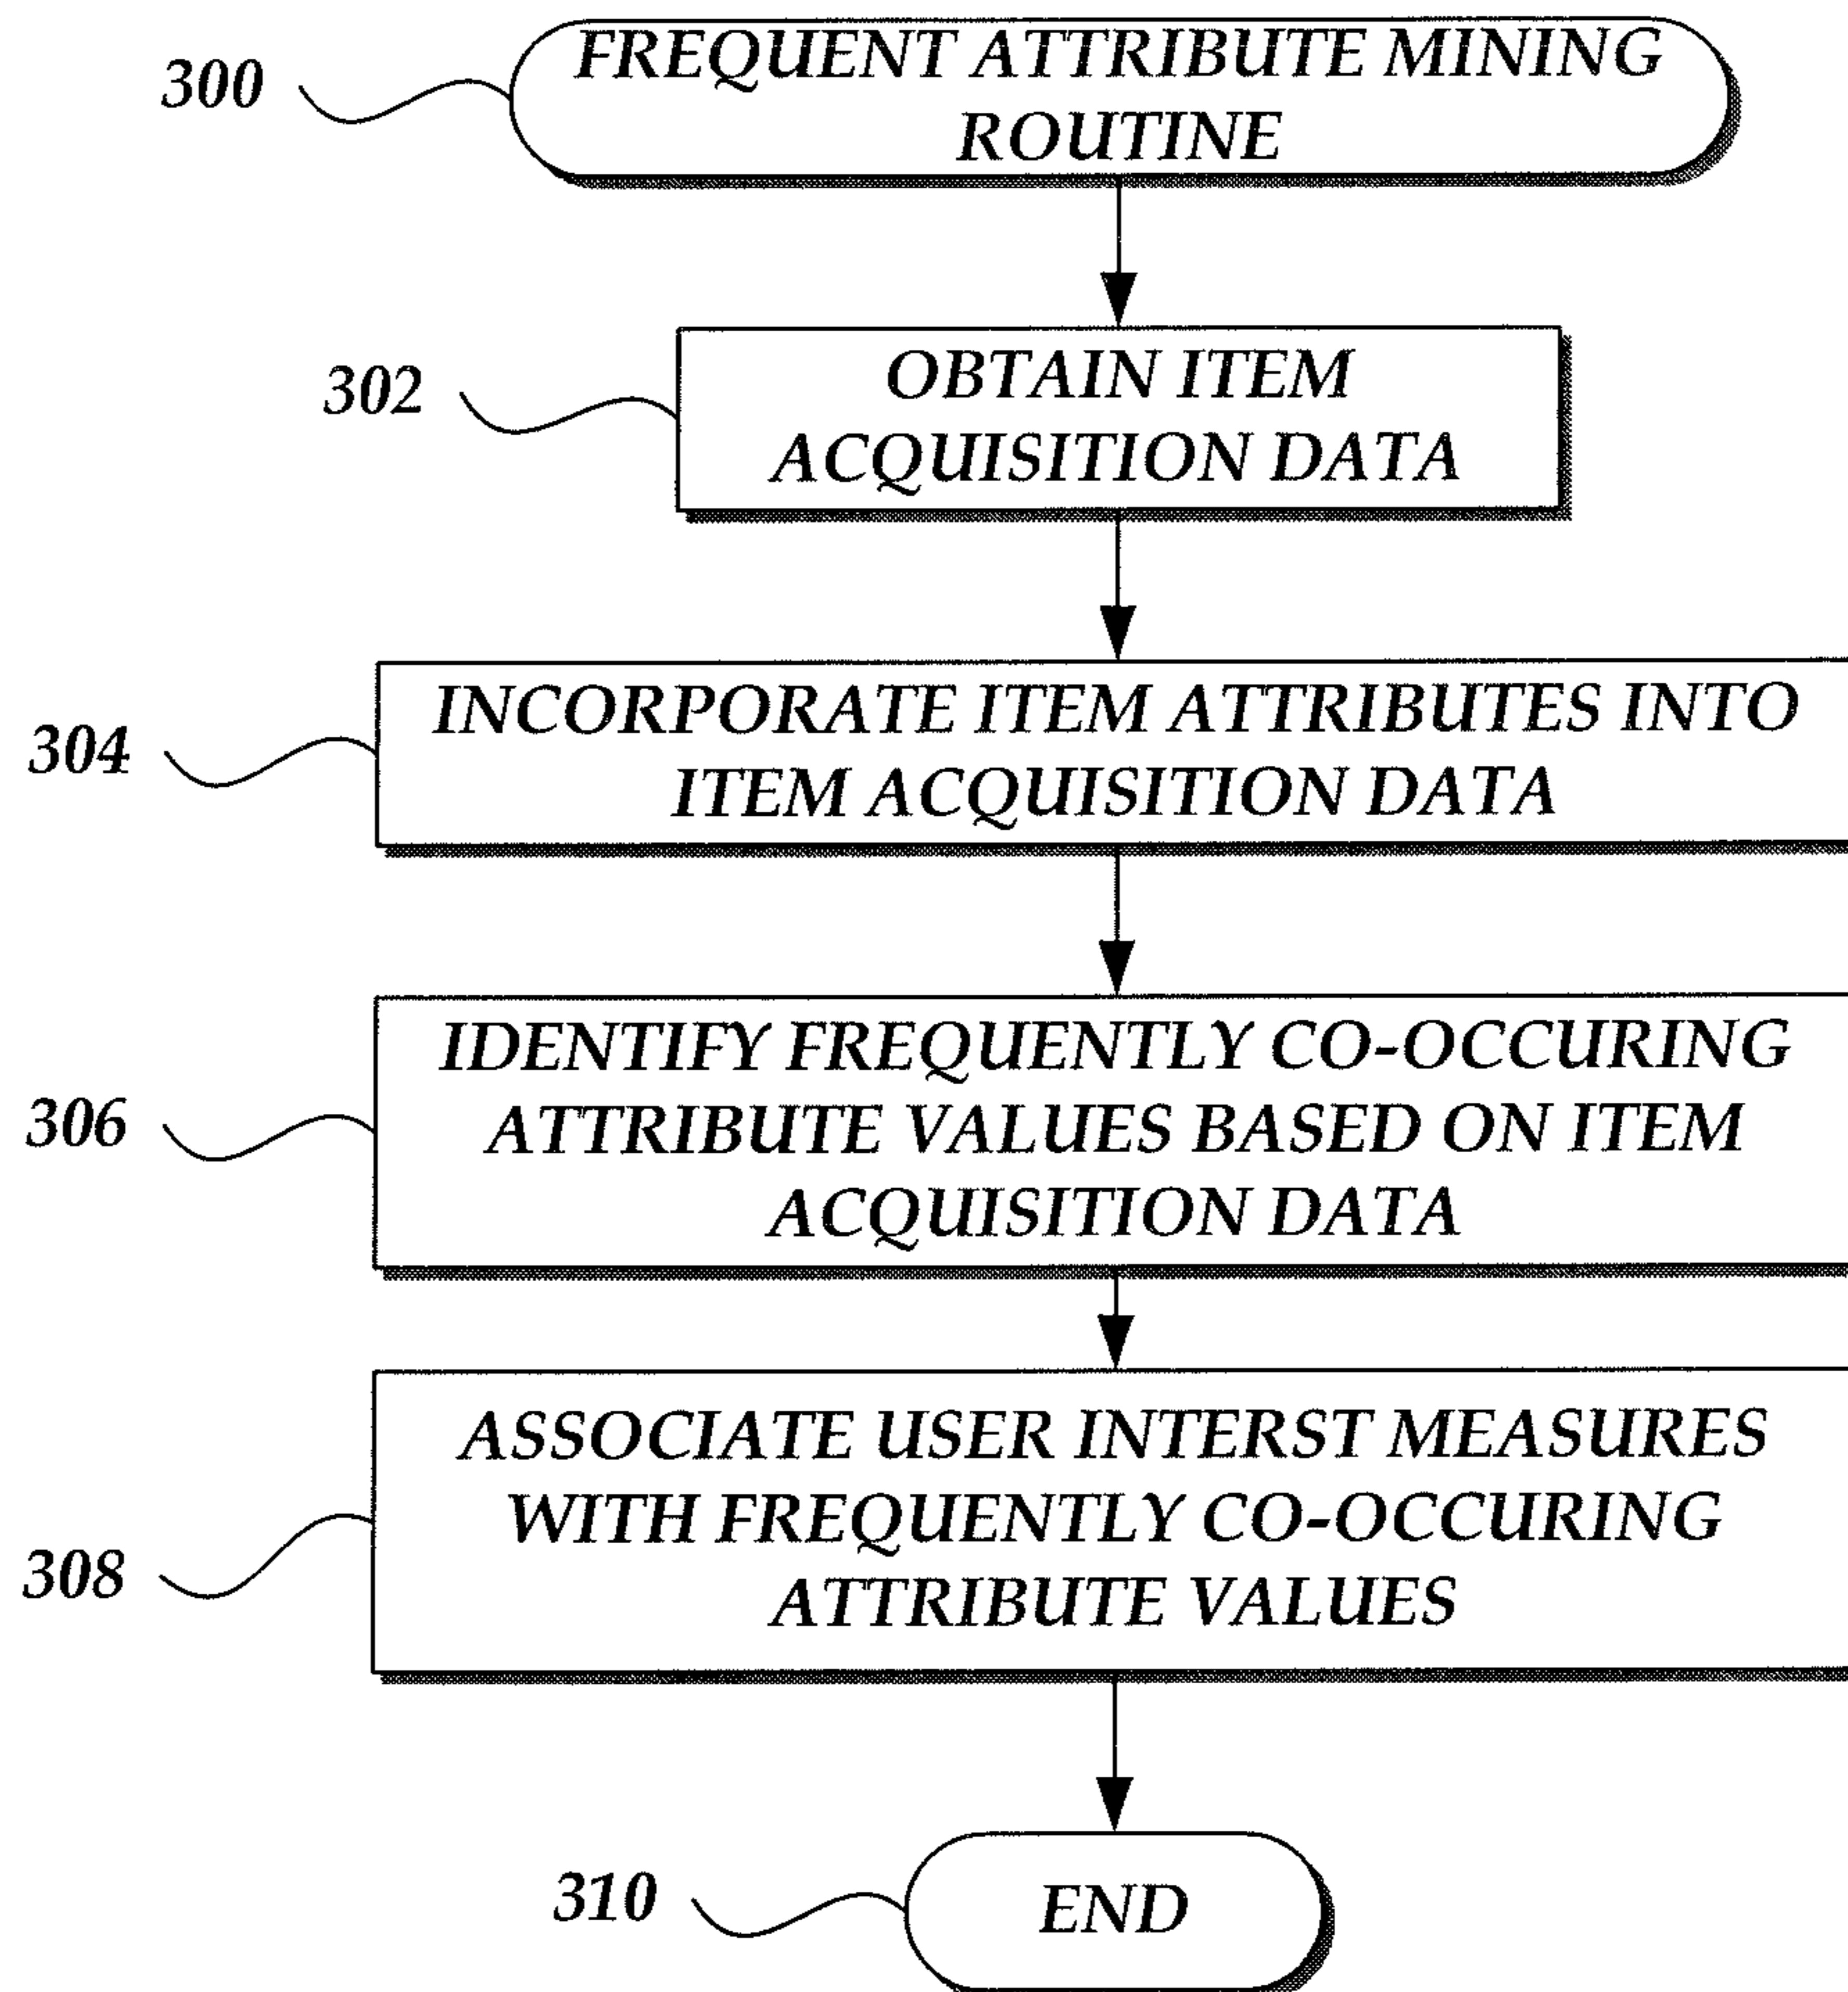 300
FREQUENT ATTRIBUTE MINING
ROUTINE
302
OBTAIN ITEM
ACQUISITION DATA
304
INCORPORATE ITEM ATTRIBUTES INTO
ITEM ACQUISITION DATA
306
IDENTIFY FREQUENTLY CO-OCCURING
ATTRIBUTE VALUES BASED ON ITEM
ACQUISITION DATA
308
ASSOCIATE USER INTERST MEASURES
WITH FREQUENTLY CO-OCCURING
ATTRIBUTE VALUES
310
END